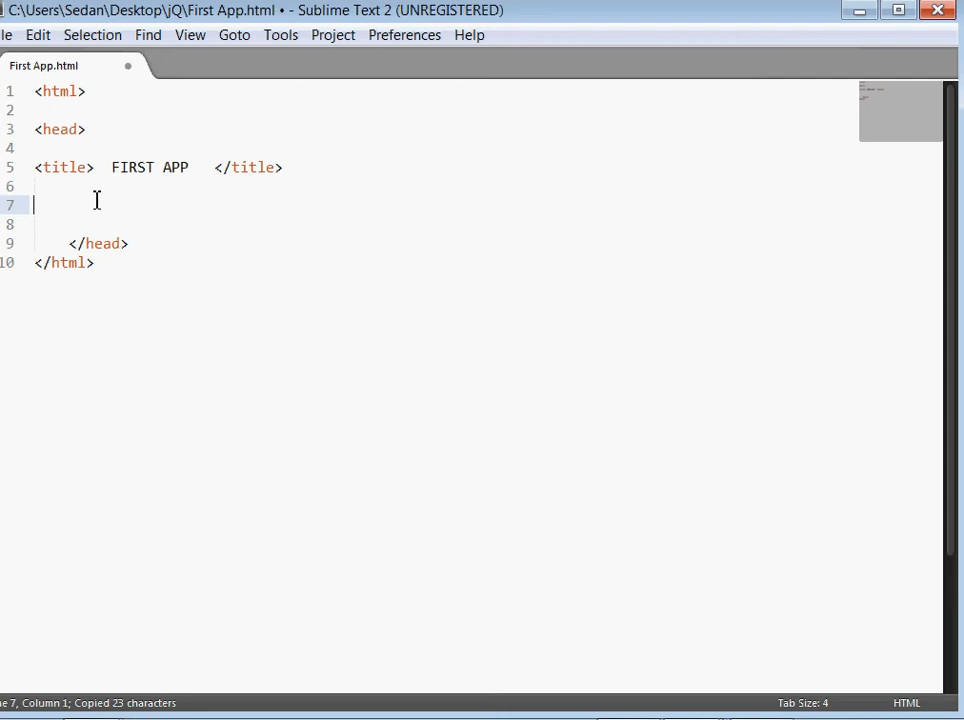 C:\Users\Sedan\Desktop\jQ\First App.html • - Sublime Text 2 (UNREGISTERED)
le Edit Selection Find View Goto Tools Project Preferences Help
First App.html
1 <html>
2
3 <head>
4
5 <title>  FIRST APP   </title>
6
7
8
9     </head>
10 </html>
e 7, Column 1; Copied 23 characters Tab Size: 4 HTML